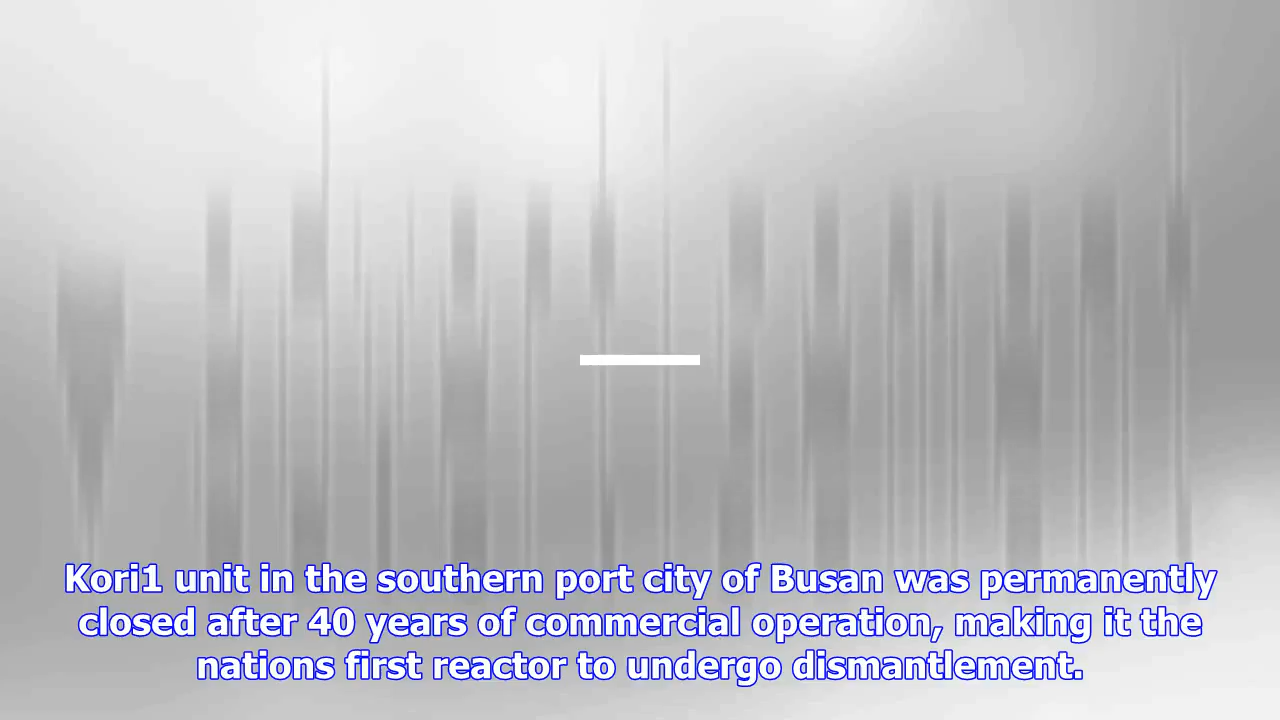 Kori1 unit in the southern port city of Busan was permanently
closed after 40 years of commercial operation, making it the
nations first reactor to undergo dismantlement.